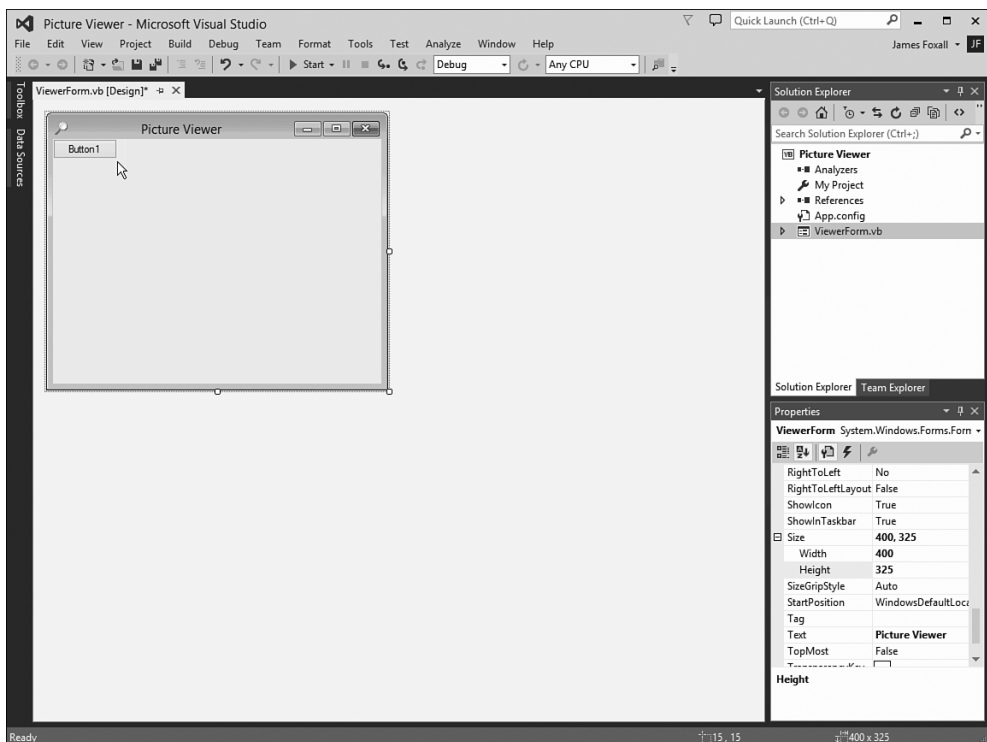 Picture Viewer - Microsoft Visual Studio
Quick Launch (Ctrl+Q)
File Edit View Project Build Debug Team Format Tools Test Analyze Window Help
James Foxall JF
Start Debug Any CPU
Toolbox
Data Sources
ViewerForm.vb [Design]*
Picture Viewer
Button1
Solution Explorer
Search Solution Explorer (Ctrl+;)
VB Picture Viewer
Analyzers
My Project
References
App.config
ViewerForm.vb
Solution Explorer Team Explorer
Properties
ViewerForm System.Windows.Forms.Forn
RightToLeft No
RightToLeftLayout False
ShowIcon True
ShowInTaskbar True
Size 400, 325
Width 400
Height 325
SizeGripStyle Auto
StartPosition WindowsDefaultLoca
Tag
Text Picture Viewer
TopMost False
Height
Ready 15 , 15 400 x 325